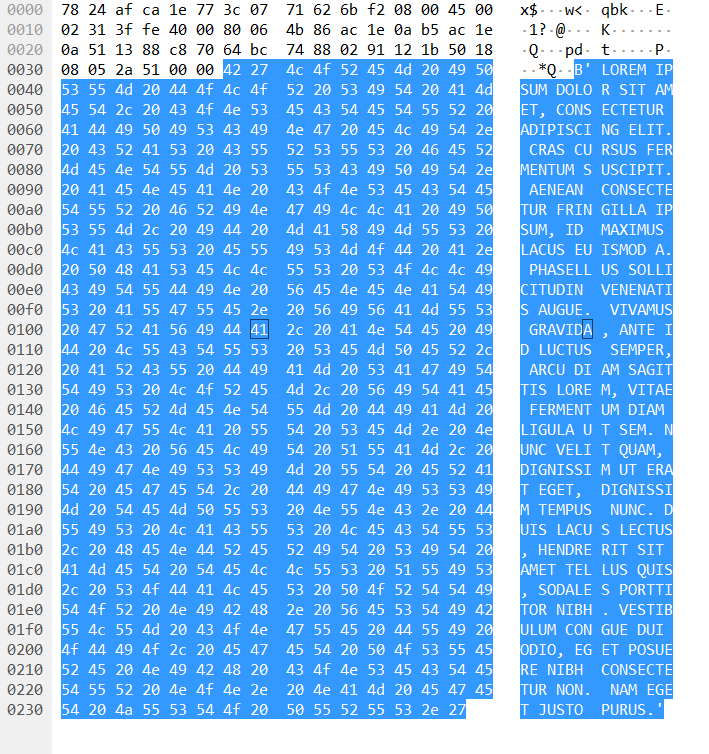 0000 78 24 af ca 1e 77 3c 07 71 62 6b f2 08 00 45 00 x$···w<· qbk···E·
0010 02 31 3f fe 40 00 80 06 4b 86 ac 1e 0a b5 ac 1e ·1?·@··· K·······
0020 0a 51 13 88 c8 70 64 bc 74 88 02 91 12 1b 50 18 ·Q···pd· t·····P·
0030 08 05 2a 51 00 00 42 27 4c 4f 52 45 4d 20 49 50 ··*Q··B' LOREM IP
0040 53 55 4d 20 44 4f 4c 4f 52 20 53 49 54 20 41 4d SUM DOLO R SIT AM
0050 45 54 2c 20 43 4f 4e 53 45 43 54 45 54 55 52 20 ET, CONS ECTETUR
0060 41 44 49 50 49 53 43 49 4e 47 20 45 4c 49 54 2e ADIPISCI NG ELIT.
0070 20 43 52 41 53 20 43 55 52 53 55 53 20 46 45 52 CRAS CU RSUS FER
0080 4d 45 4e 54 55 4d 20 53 55 53 43 49 50 49 54 2e MENTUM S USCIPIT.
0090 20 41 45 4e 45 41 4e 20 43 4f 4e 53 45 43 54 45 AENEAN CONSECTE
00a0 54 55 52 20 46 52 49 4e 47 49 4c 4c 41 20 49 50 TUR FRIN GILLA IP
00b0 53 55 4d 2c 20 49 44 20 4d 41 58 49 4d 55 53 20 SUM, ID MAXIMUS
00c0 4c 41 43 55 53 20 45 55 49 53 4d 4f 44 20 41 2e LACUS EU ISMOD A.
00d0 20 50 48 41 53 45 4c 4c 55 53 20 53 4f 4c 4c 49 PHASELL US SOLLI
00e0 43 49 54 55 44 49 4e 20 56 45 4e 45 4e 41 54 49 CITUDIN VENENATI
00f0 53 20 41 55 47 55 45 2e 20 56 49 56 41 4d 55 53 S AUGUE. VIVAMUS
0100 20 47 52 41 56 49 44 41 2c 20 41 4e 54 45 20 49 GRAVIDA , ANTE I
0110 44 20 4c 55 43 54 55 53 20 53 45 4d 50 45 52 2c D LUCTUS SEMPER,
0120 20 41 52 43 55 20 44 49 41 4d 20 53 41 47 49 54 ARCU DI AM SAGIT
0130 54 49 53 20 4c 4f 52 45 4d 2c 20 56 49 54 41 45 TIS LORE M, VITAE
0140 20 46 45 52 4d 45 4e 54 55 4d 20 44 49 41 4d 20 FERMENT UM DIAM
0150 4c 49 47 55 4c 41 20 55 54 20 53 45 4d 2e 20 4e LIGULA U T SEM. N
0160 55 4e 43 20 56 45 4c 49 54 20 51 55 41 4d 2c 20 UNC VELI T QUAM,
0170 44 49 47 4e 49 53 53 49 4d 20 55 54 20 45 52 41 DIGNISSI M UT ERA
0180 54 20 45 47 45 54 2c 20 44 49 47 4e 49 53 53 49 T EGET, DIGNISSI
0190 4d 20 54 45 4d 50 55 53 20 4e 55 4e 43 2e 20 44 M TEMPUS NUNC. D
01a0 55 49 53 20 4c 41 43 55 53 20 4c 45 43 54 55 53 UIS LACU S LECTUS
01b0 2c 20 48 45 4e 44 52 45 52 49 54 20 53 49 54 20 , HENDRE RIT SIT
01c0 41 4d 45 54 20 54 45 4c 4c 55 53 20 51 55 49 53 AMET TEL LUS QUIS
01d0 2c 20 53 4f 44 41 4c 45 53 20 50 4f 52 54 54 49 , SODALE S PORTTI
01e0 54 4f 52 20 4e 49 42 48 2e 20 56 45 53 54 49 42 TOR NIBH . VESTIB
01f0 55 4c 55 4d 20 43 4f 4e 47 55 45 20 44 55 49 20 ULUM CON GUE DUI
0200 4f 44 49 4f 2c 20 45 47 45 54 20 50 4f 53 55 45 ODIO, EG ET POSUE
0210 52 45 20 4e 49 42 48 20 43 4f 4e 53 45 43 54 45 RE NIBH CONSECTE
0220 54 55 52 20 4e 4f 4e 2e 20 4e 41 4d 20 45 47 45 TUR NON. NAM EGE
0230 54 20 4a 55 53 54 4f 20 50 55 52 55 53 2e 27 T JUSTO PURUS.'